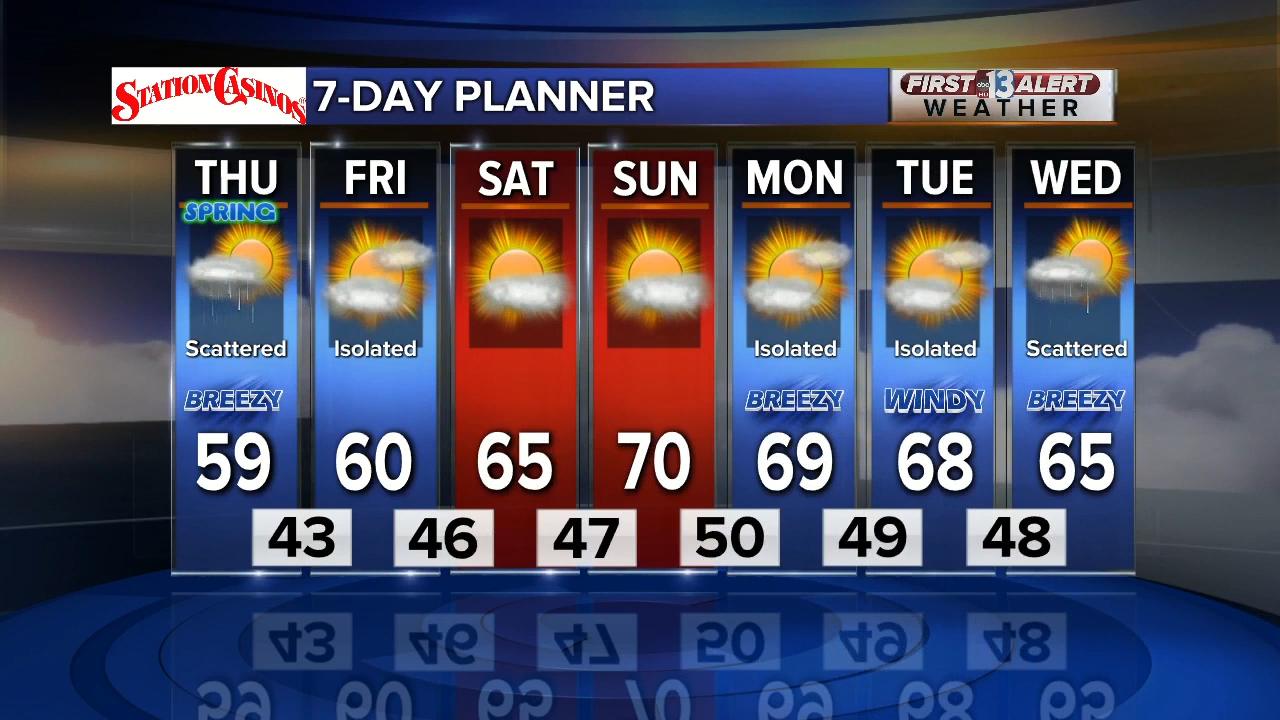 STATION CASINOS
7-DAY PLANNER
FIRST abc 13 ALERT
WEATHER
THU FRI SAT SUN MON TUE WED
SPRING
Scattered Isolated Isolated Isolated Scattered
BREEZY BREEZY WINDY BREEZY
59 60 65 70 69 68 65
43 46 47 50 49 48